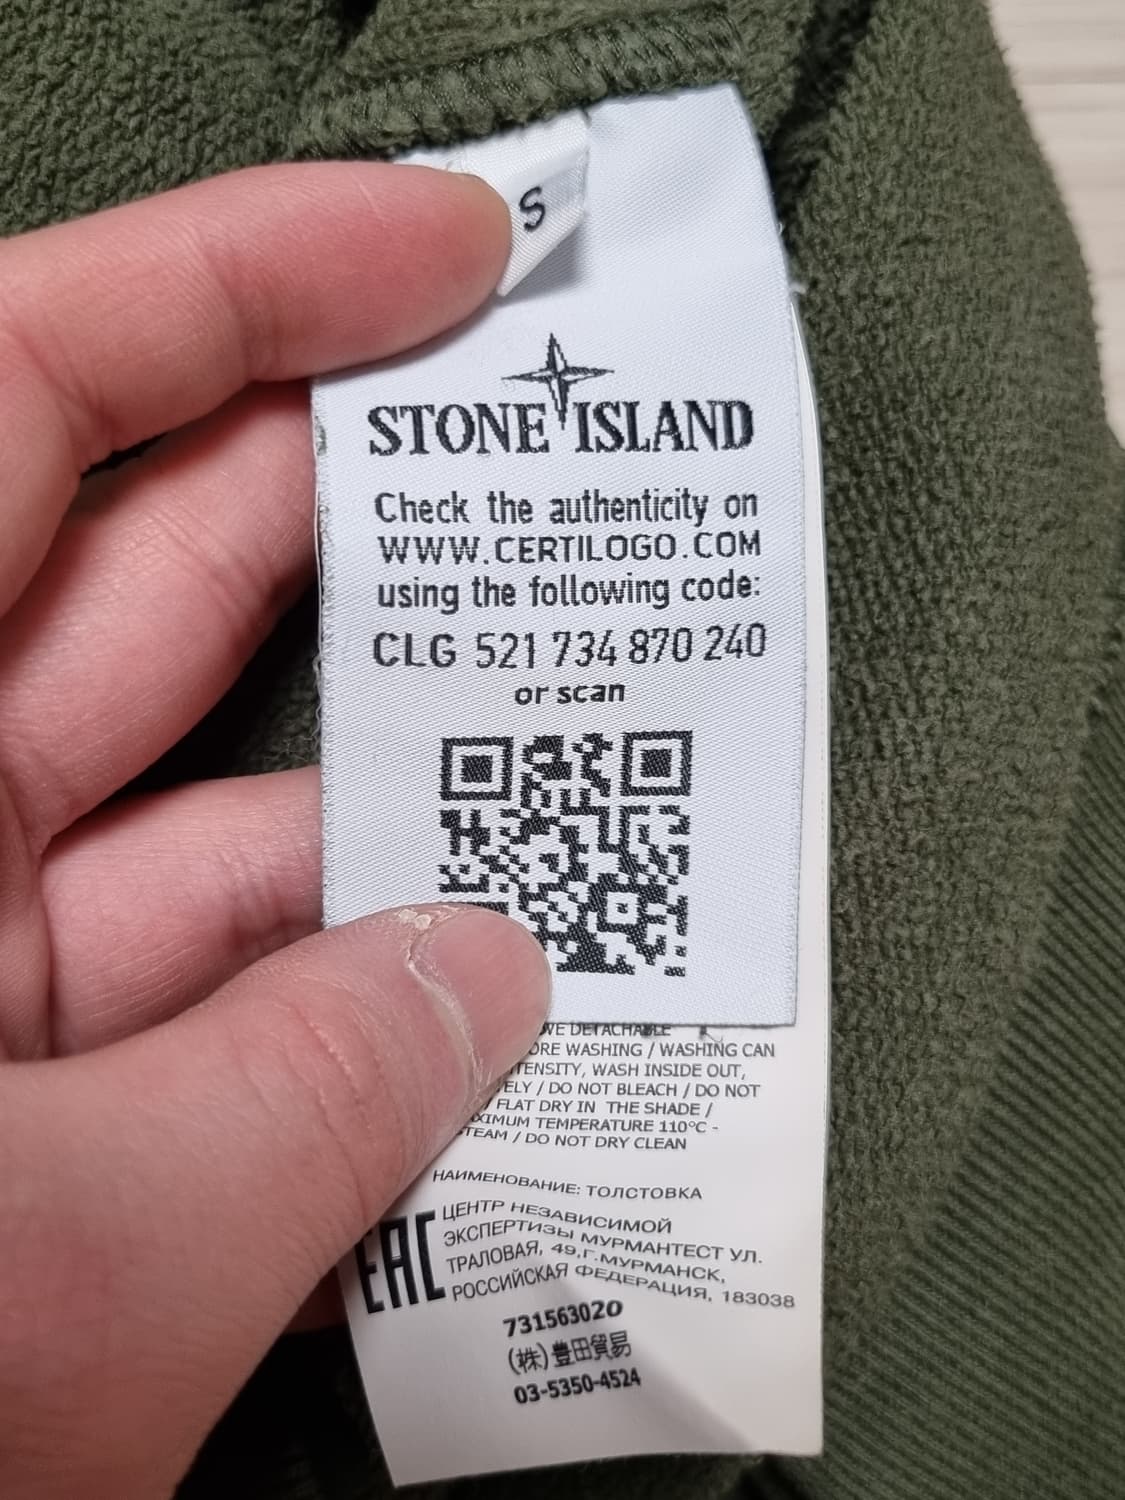 S
STONE ISLAND
Check the authenticity on
WWW.CERTILOGO.COM
using the following code:
CLG 521 734 870 240
or scan
DETACHABLE
WASHING / WASHING CAN
WASH INSIDE OUT,
/ DO NOT BLEACH / DO NOT
/ FLAT DRY IN THE SHADE /
TEMPERATURE 110°C -
/ DO NOT DRY CLEAN
НАИМЕНОВАНИЕ: ТОЛСТОВКА
EAC
ЦЕНТР НЕЗАВИСИМОЙ
ЭКСПЕРТИЗЫ МУРМАНТЕСТ УЛ.
ТРАЛОВАЯ, 49,Г.МУРМАНСК,
РОССИЙСКАЯ ФЕДЕРАЦИЯ, 183038
731563020
(株)豊田貿易
03-5350-4524